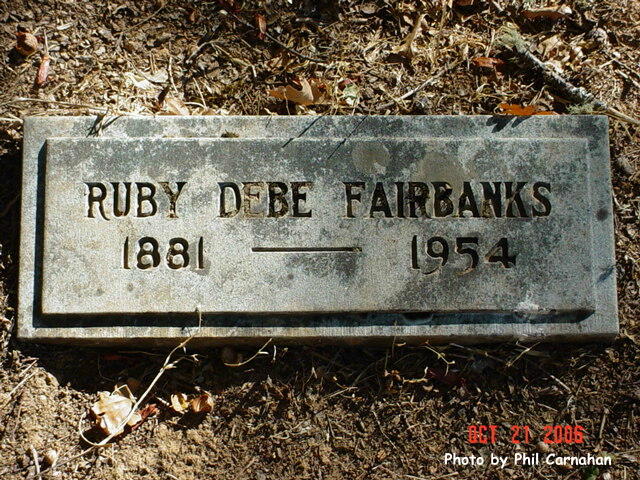 RUBY DEBE FAIRBANKS
1881 — 1954
OCT 21 2006
Photo by Phil Carnahan